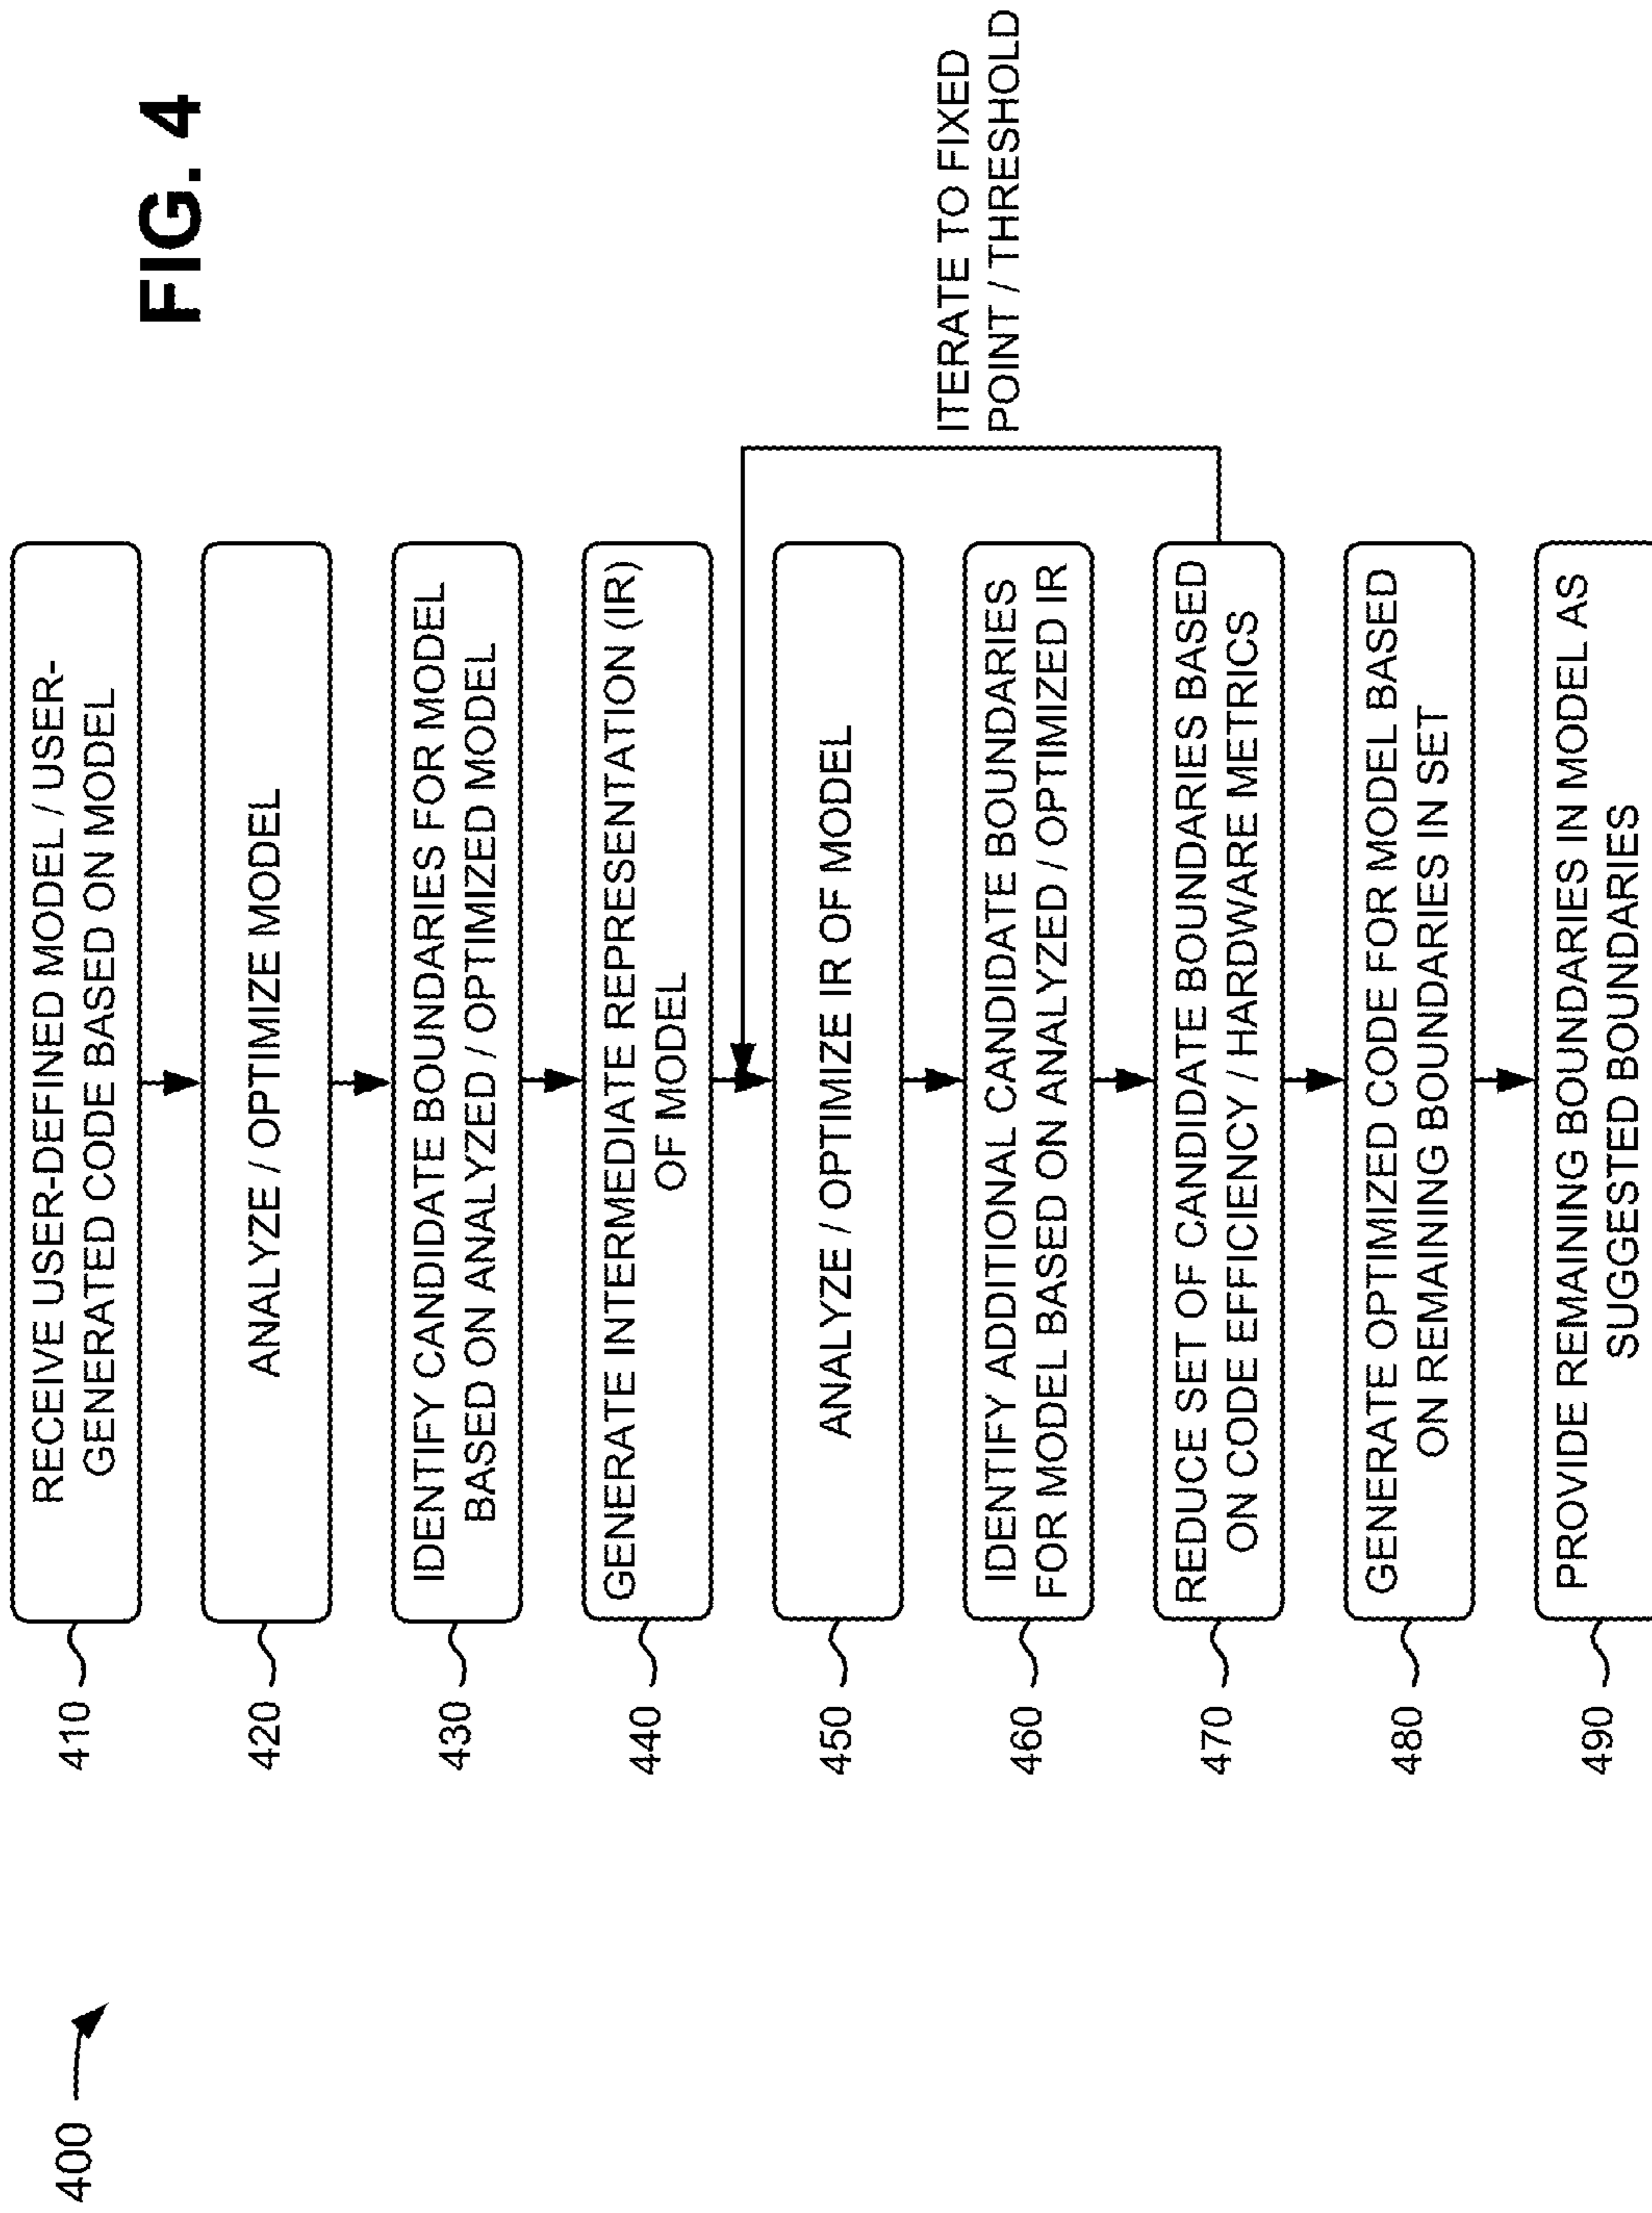 400
FIG. 4
410
RECEIVE USER-DEFINED MODEL / USER-
GENERATED CODE BASED ON MODEL
420
ANALYZE / OPTIMIZE MODEL
430
IDENTIFY CANDIDATE BOUNDARIES FOR MODEL
BASED ON ANALYZED / OPTIMIZED MODEL
440
GENERATE INTERMEDIATE REPRESENTATION (IR)
OF MODEL
450
ANALYZE / OPTIMIZE IR OF MODEL
ITERATE TO FIXED
POINT / THRESHOLD
460
IDENTIFY ADDITIONAL CANDIDATE BOUNDARIES
FOR MODEL BASED ON ANALYZED / OPTIMIZED IR
470
REDUCE SET OF CANDIDATE BOUNDARIES BASED
ON CODE EFFICIENCY / HARDWARE METRICS
480
GENERATE OPTIMIZED CODE FOR MODEL BASED
ON REMAINING BOUNDARIES IN SET
490
PROVIDE REMAINING BOUNDARIES IN MODEL AS
SUGGESTED BOUNDARIES